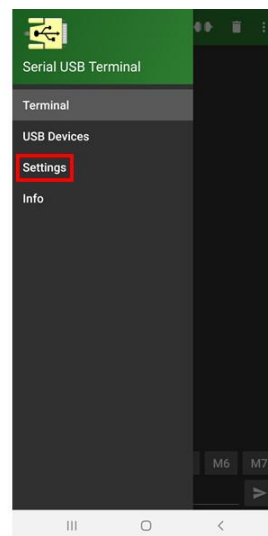 Serial USB Terminal
Terminal
USB Devices
Settings
Info
M6 M7